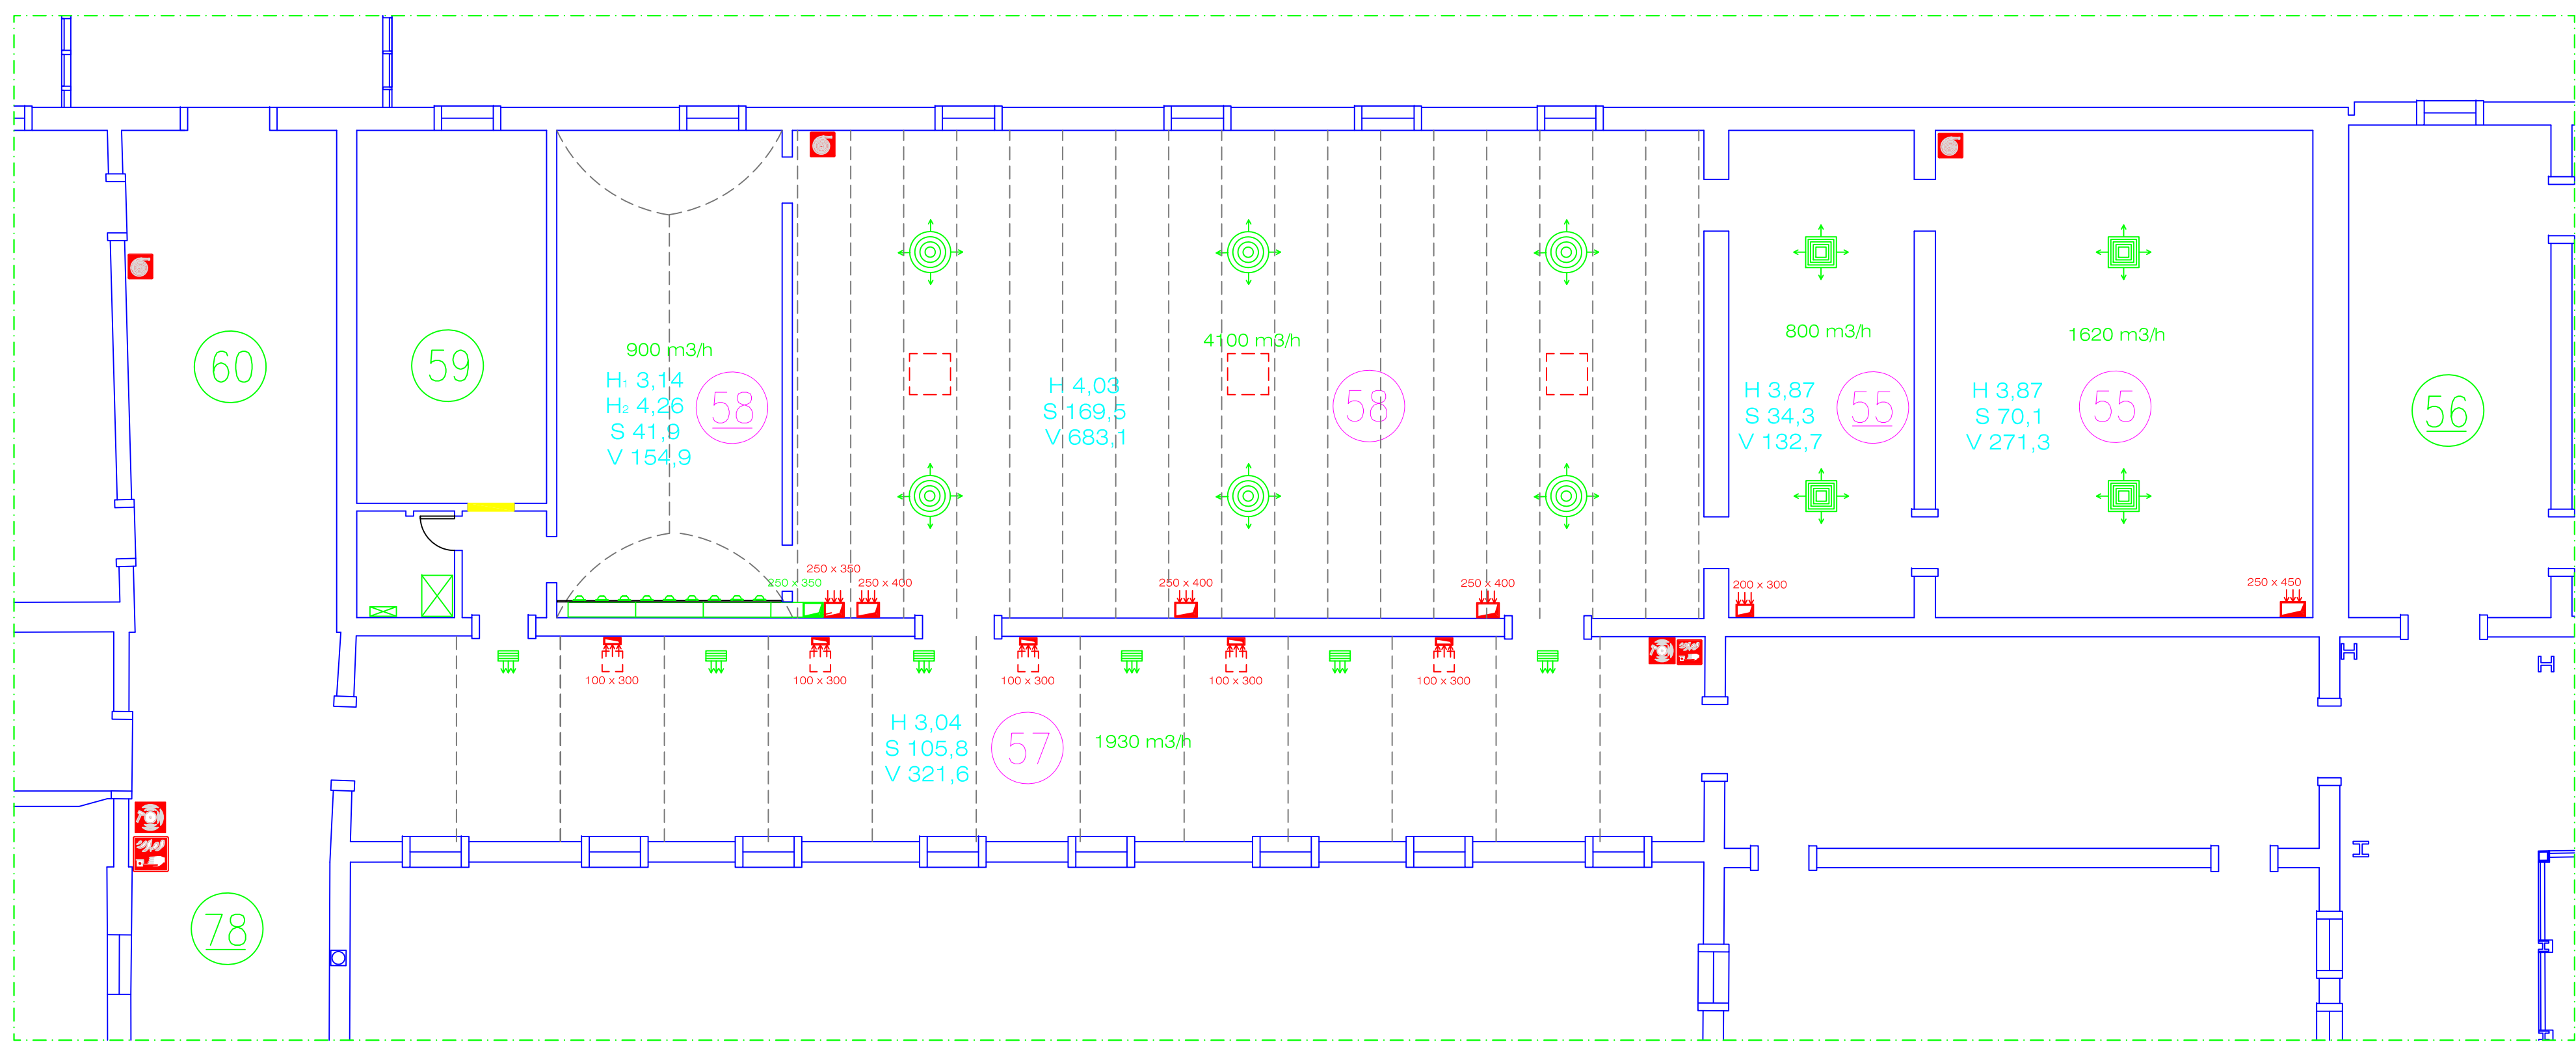 60
59
900 m3/h
H1 3,14
H2 4,26
S 41,9
V 154,9
58
4100 m3/h
H 4,03
S 169,5
V 683,1
58
800 m3/h
H 3,87
S 34,3
V 132,7
55
1620 m3/h
H 3,87
S 70,1
V 271,3
55
56
250 x 350
250 x 350
250 x 400
250 x 400
250 x 400
200 x 300
250 x 450
100 x 300
100 x 300
100 x 300
100 x 300
100 x 300
H 3,04
S 105,8
V 321,6
57
1930 m3/h
78